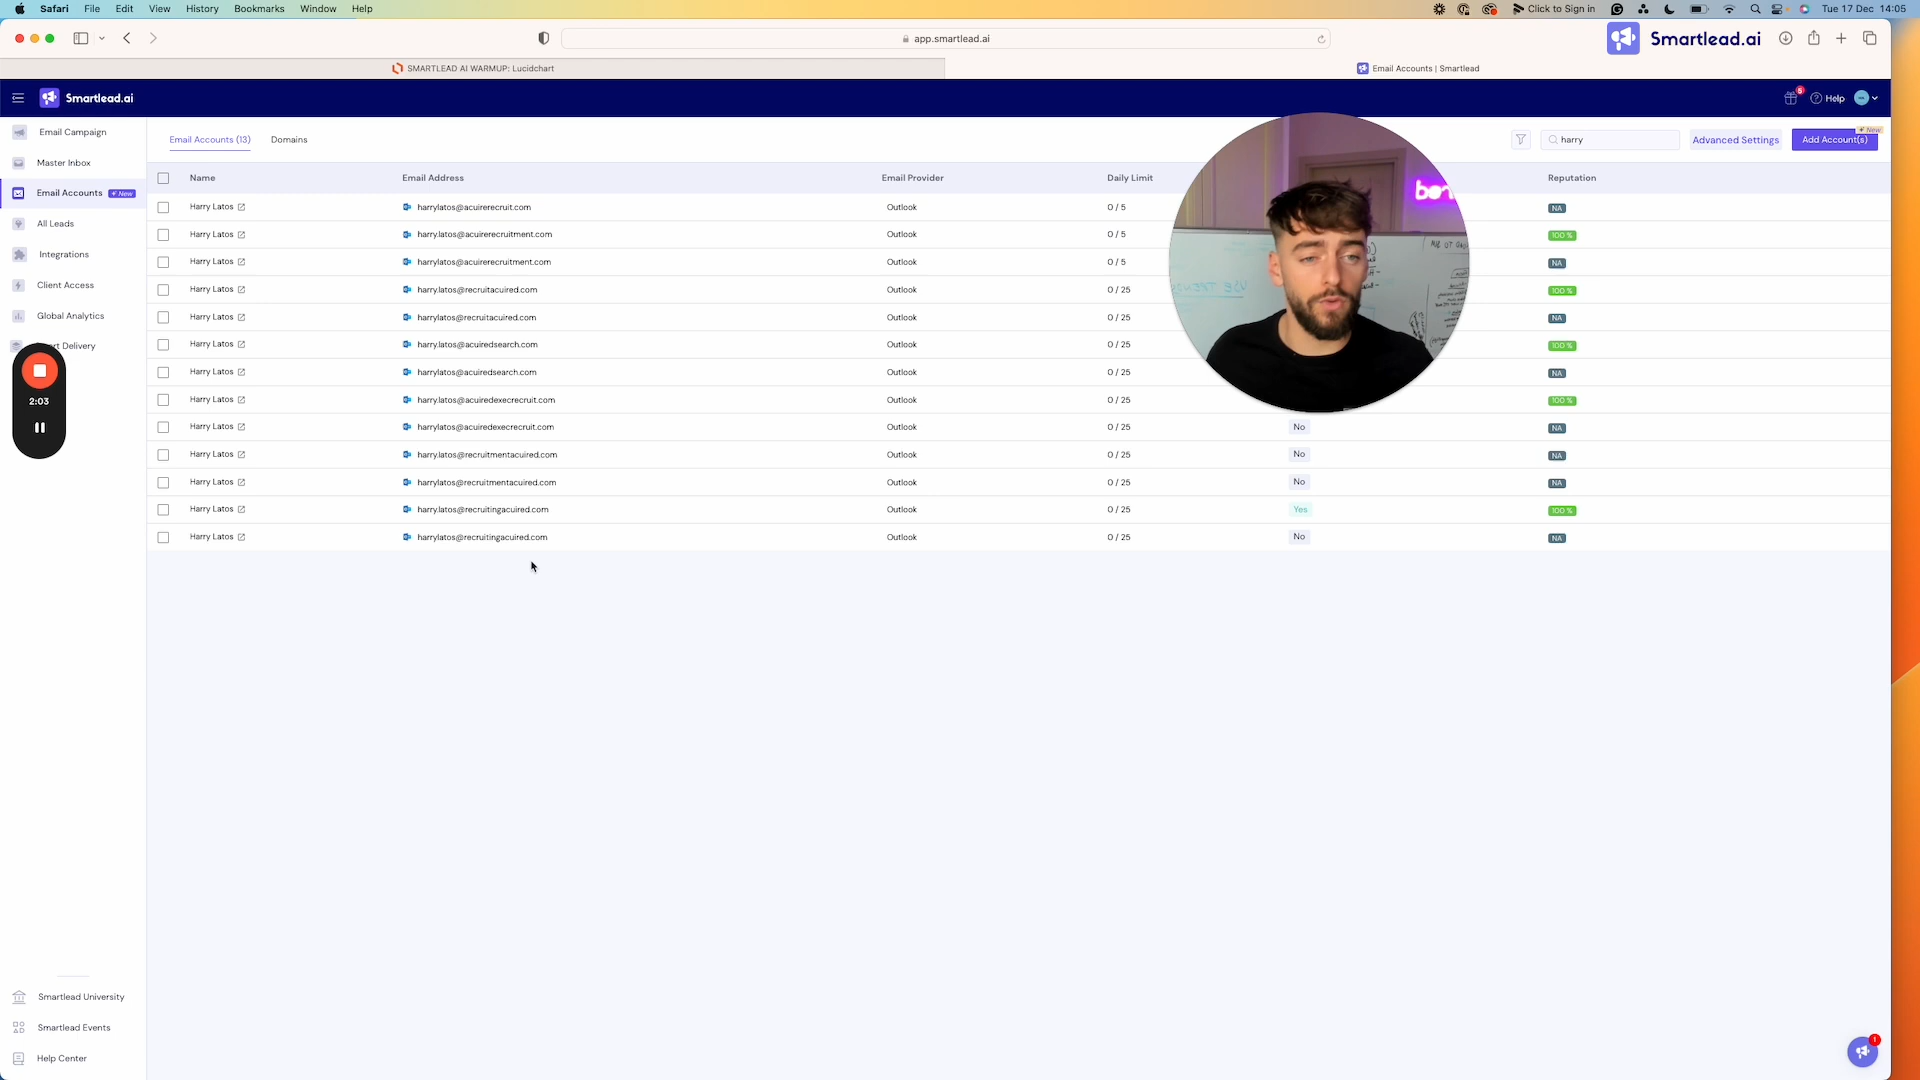 Safari File Edit View History Bookmarks Window Help Click to Sign in Tue 17 Dec 14:05
app.smartlead.ai Smartlead.ai
SMARTLEAD AI WARMUP: Lucidchart Email Accounts | Smartlead
Smartlead.ai 5 Help
Email Campaign
Master Inbox
Email Accounts New
All Leads
Integrations
Client Access
Global Analytics
Delivery
2:03
Smartlead University
Smartlead Events
Help Center
Email Accounts (13) Domains harry Advanced Settings Add Account(s) New
Name Email Address Email Provider Daily Limit Reputation
Harry Latos harrylatos@acuirerecruit.com Outlook 0 / 5 NA
Harry Latos harry.latos@acuirerecruitment.com Outlook 0 / 5 100 %
Harry Latos harrylatos@acuirerecruitment.com Outlook 0 / 5 NA
Harry Latos harry.latos@recruitacuired.com Outlook 0 / 25 100 %
Harry Latos harrylatos@recruitacuired.com Outlook 0 / 25 NA
Harry Latos harry.latos@acuiredsearch.com Outlook 0 / 25 100 %
Harry Latos harrylatos@acuiredsearch.com Outlook 0 / 25 NA
Harry Latos harry.latos@acuiredexecrecruit.com Outlook 0 / 25 100 %
Harry Latos harrylatos@acuiredexecrecruit.com Outlook 0 / 25 No NA
Harry Latos harry.latos@recruitmentacuired.com Outlook 0 / 25 No NA
Harry Latos harrylatos@recruitmentacuired.com Outlook 0 / 25 No NA
Harry Latos harry.latos@recruitingacuired.com Outlook 0 / 25 Yes 100 %
Harry Latos harrylatos@recruitingacuired.com Outlook 0 / 25 No NA
1